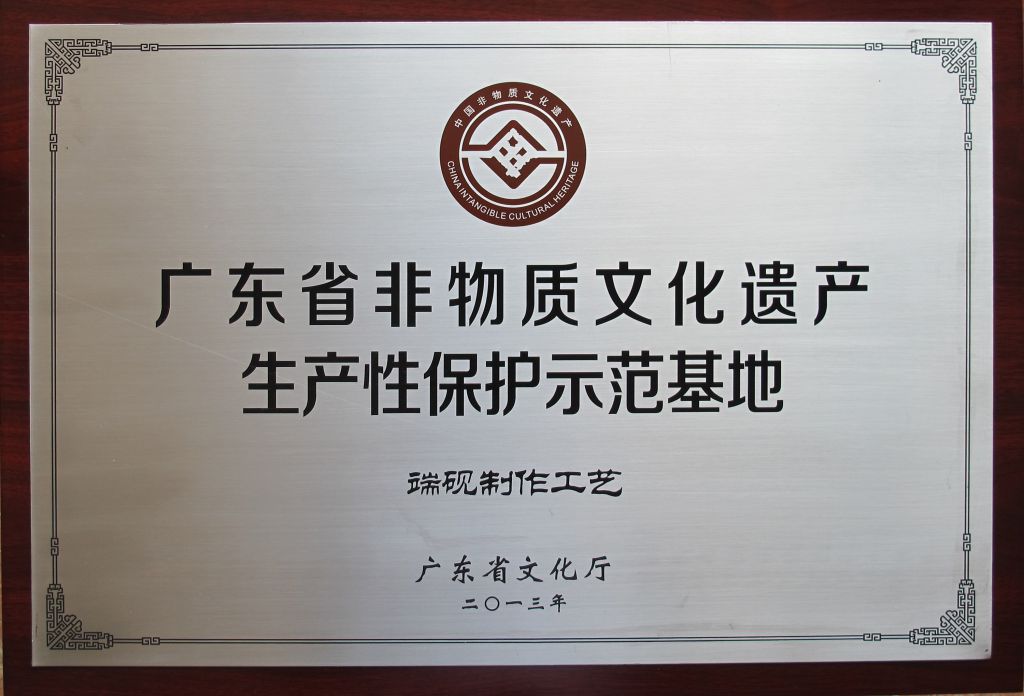 中国非物质文化遗产
CHINA INTANGIBLE CULTURAL HERITAGE
广东省非物质文化遗产
生产性保护示范基地
端砚制作工艺
广东省文化厅
二〇一三年